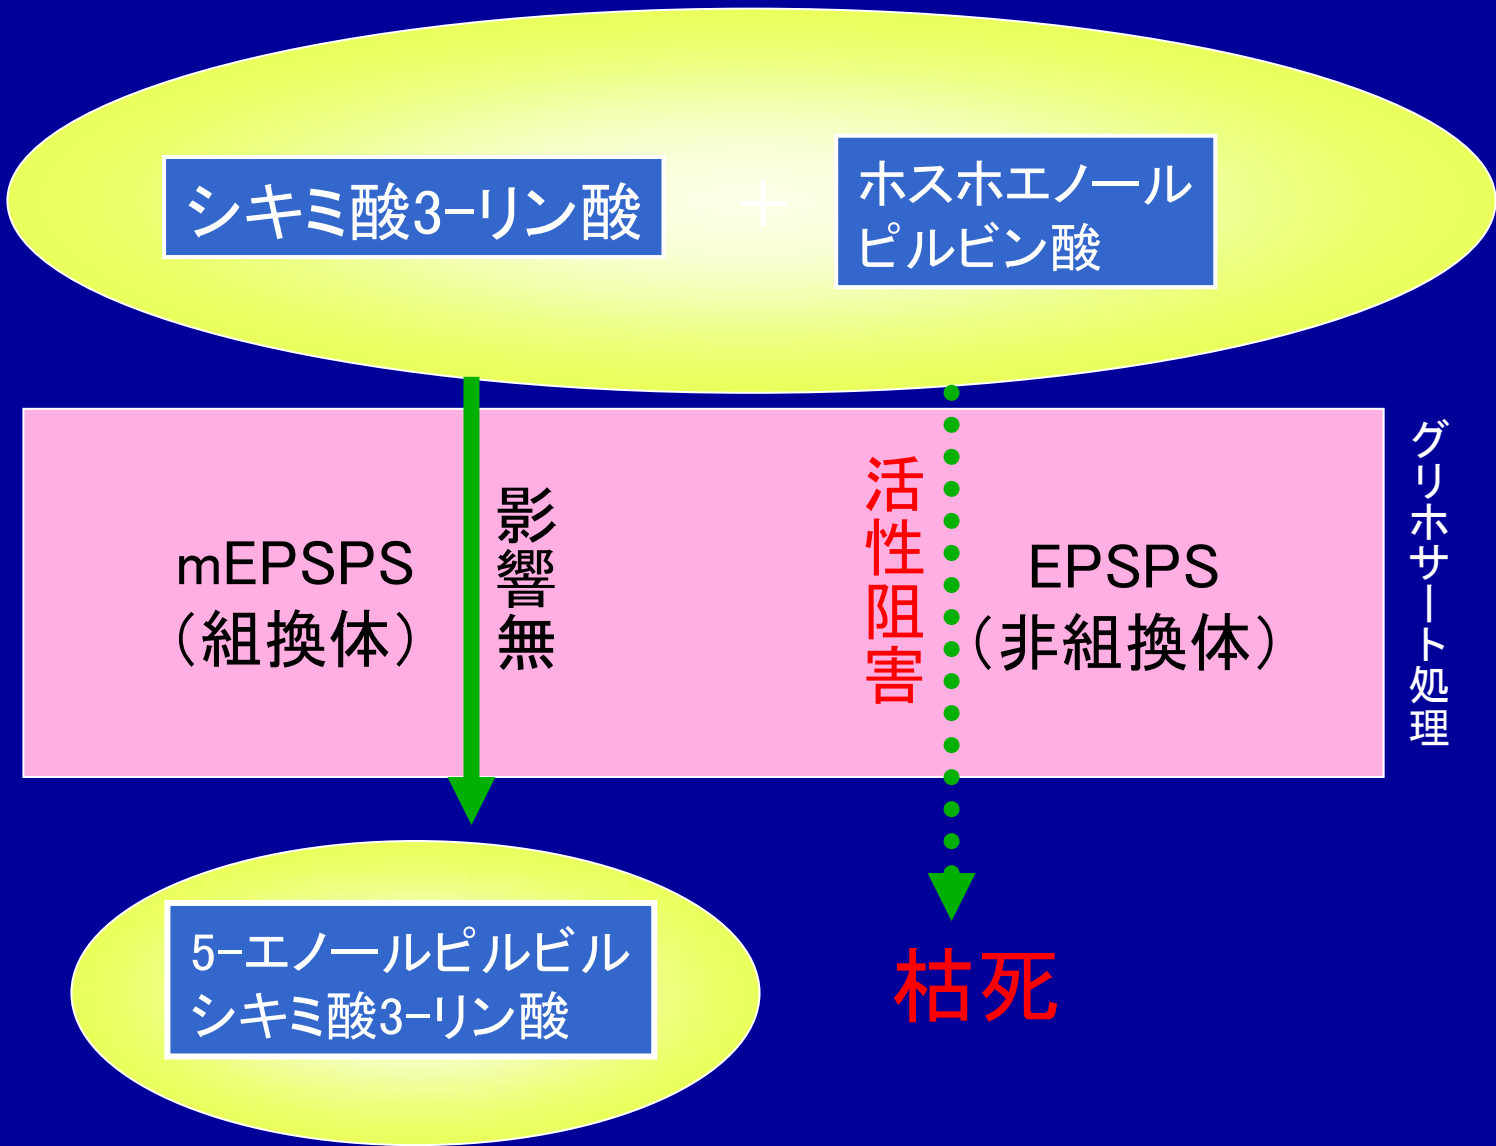 シキミ酸3-リン酸
＋
ホスホエノール
ピルビン酸
mEPSPS
（組換体）
影響無
活性阻害
EPSPS
（非組換体）
グリホサート処理
5-エノールピルビル
シキミ酸3-リン酸
枯死